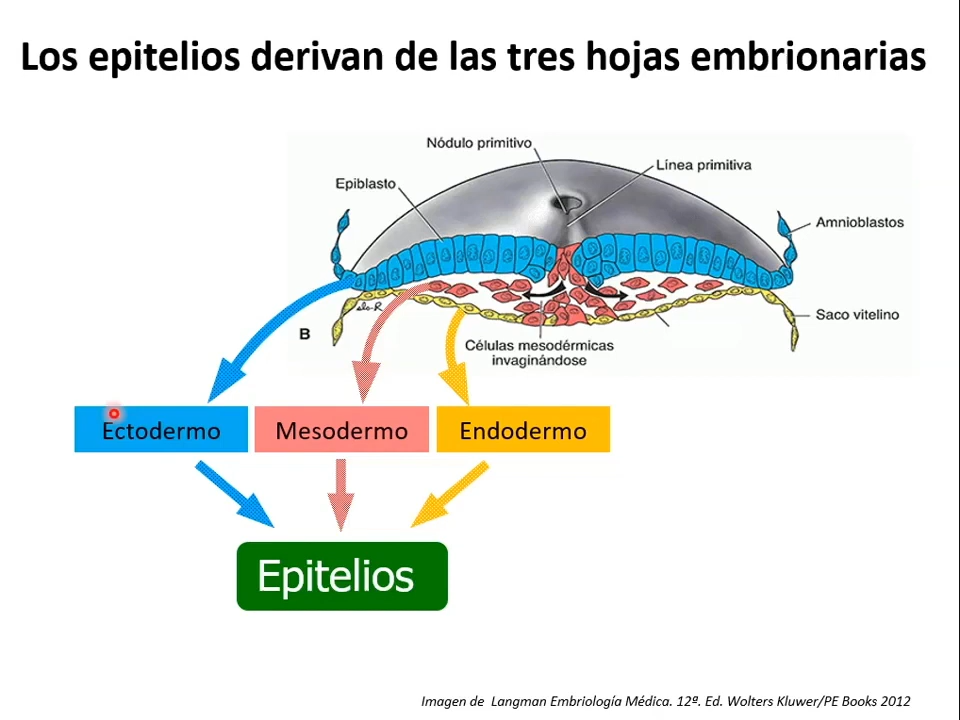 Los epitelios derivan de las tres hojas embrionarias
Nódulo primitivo
Línea primitiva
Epiblasto
Amnioblastos
Saco vitelino
B
Células mesodérmicas
invaginándose
Ectodermo
Mesodermo
Endodermo
Epitelios
Imagen de Langman Embriología Médica. 12ª. Ed. Wolters Kluwer/PE Books 2012